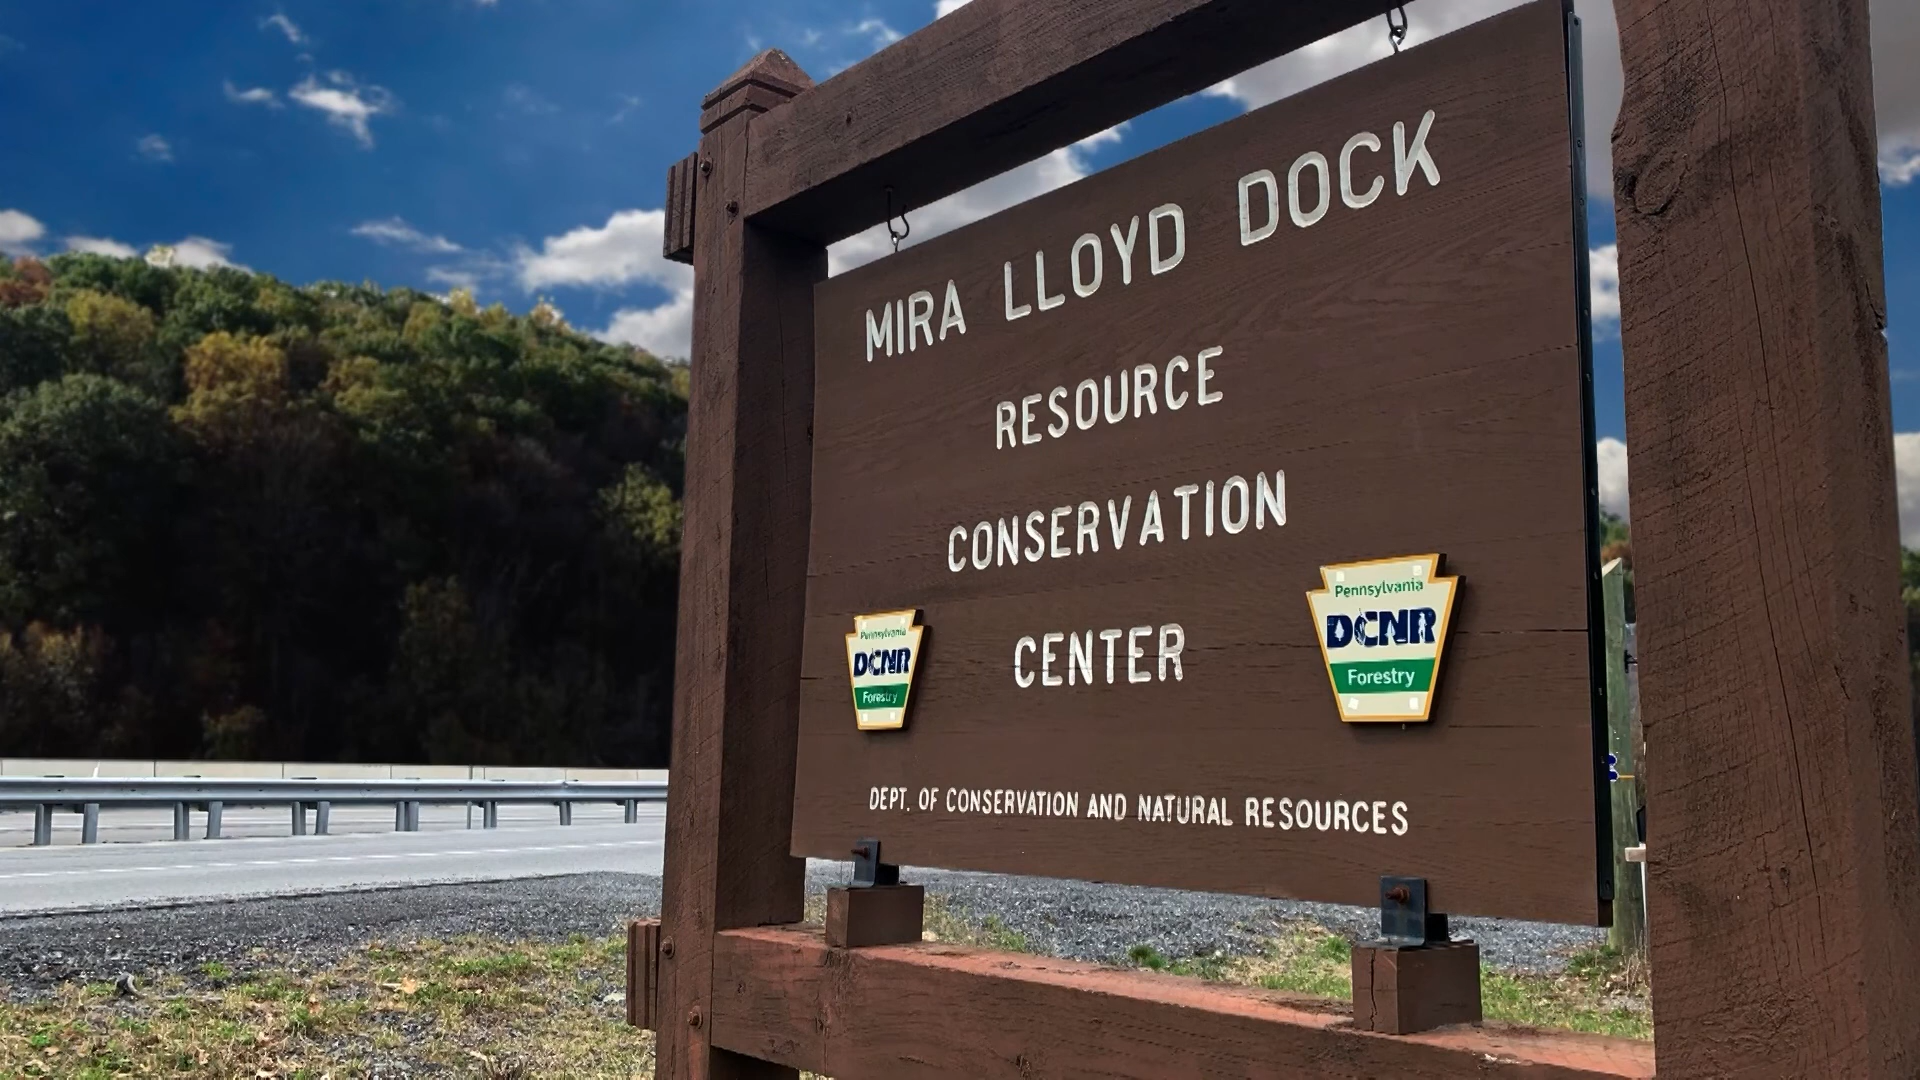 MIRA LLOYD DOCK
RESOURCE
CONSERVATION
CENTER
Pennsylvania
DCNR
Forestry
Pennsylvania
DCNR
Forestry
DEPT. OF CONSERVATION AND NATURAL RESOURCES